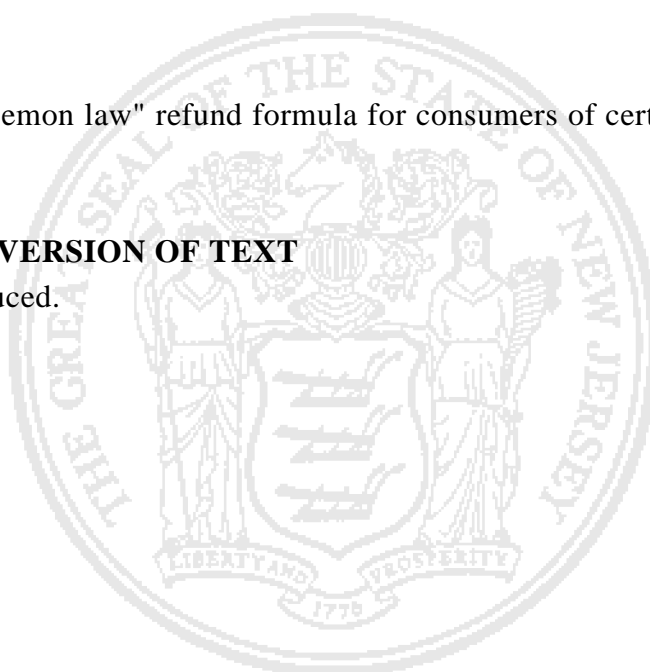 emon law" refund formula for consumers of cert
VERSION OF TEXT
uced.
THE GREAT SEAL OF THE STATE OF NEW JERSEY
LIBERTY AND PROSPERITY
1776